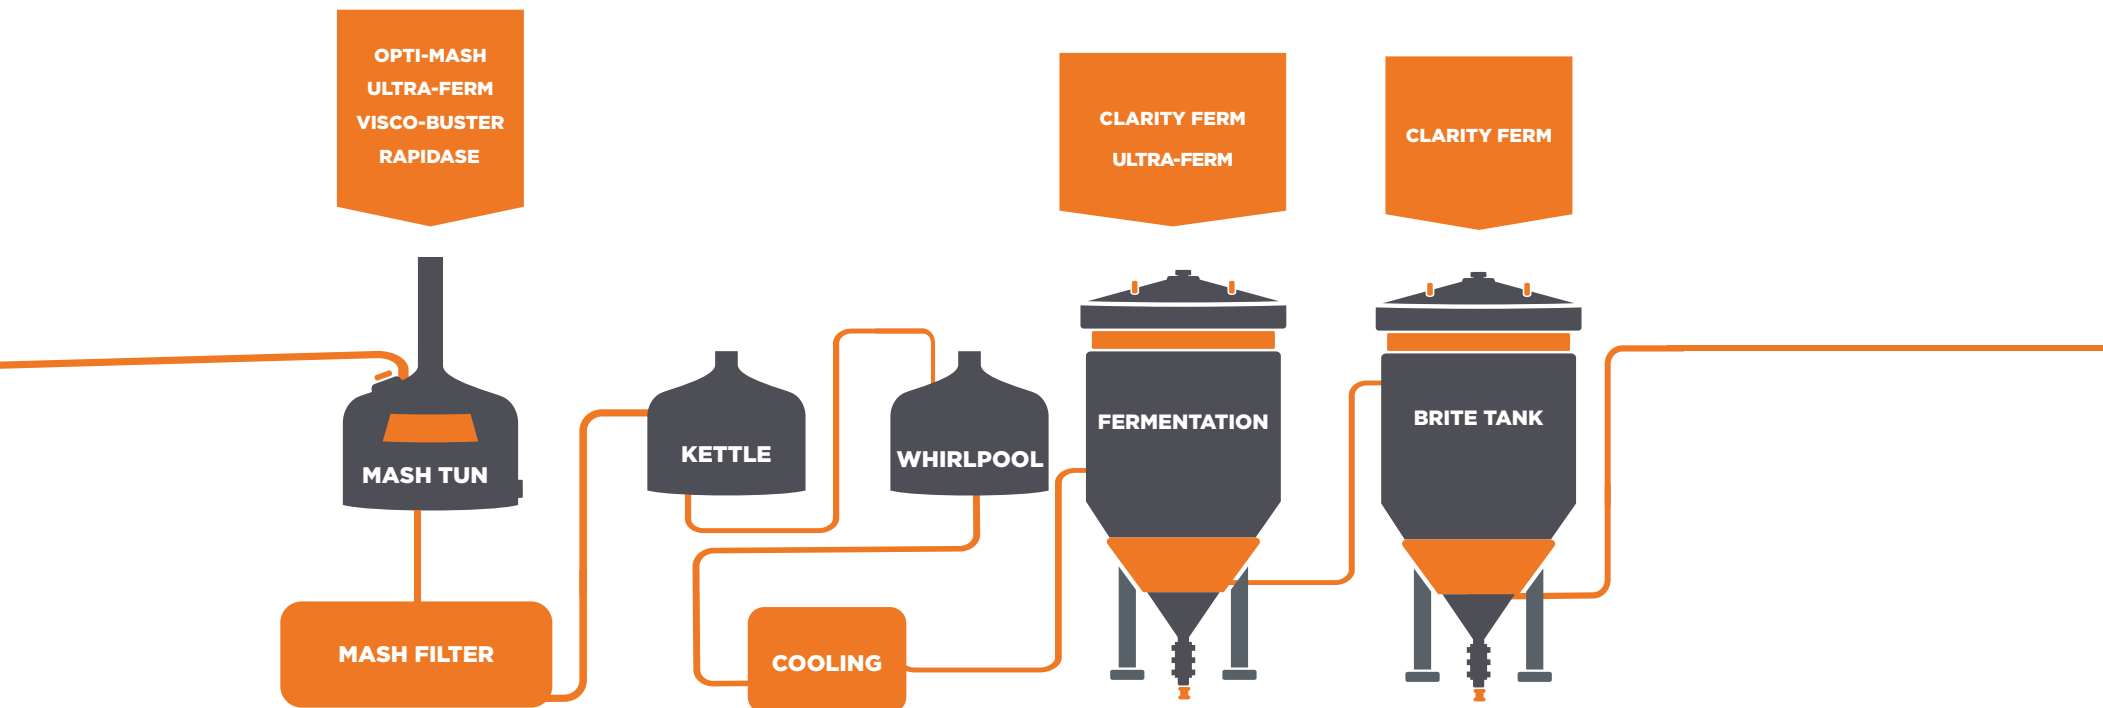 OPTI-MASH
ULTRA-FERM
VISCO-BUSTER
RAPIDASE
CLARITY FERM
ULTRA-FERM
CLARITY FERM
MASH TUN
KETTLE
WHIRLPOOL
FERMENTATION
BRITE TANK
MASH FILTER
COOLING